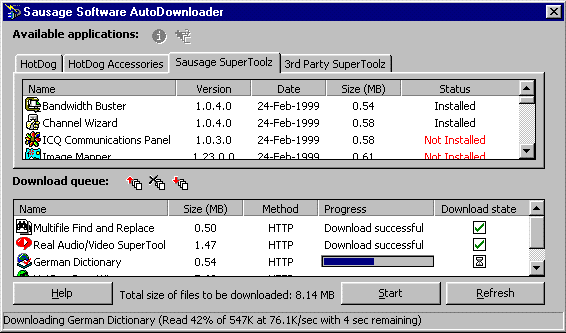 Sausage Software AutoDownloader
Available applications:
HotDog HotDog Accessories Sausage SuperToolz 3rd Party SuperToolz
Name Version Date Size (MB) Status
Bandwidth Buster 1.0.4.0 24-Feb-1999 0.54 Installed
Channel Wizard 1.0.4.0 24-Feb-1999 0.58 Installed
ICQ Communications Panel 1.0.3.0 24-Feb-1999 0.58 Not Installed
Image Mapper 1.23.0.0 24-Feb-1999 0.61 Not Installed
Download queue:
Name Size (MB) Method Progress Download state
Multifile Find and Replace 0.50 HTTP Download successful
Real Audio/Video SuperTool 1.47 HTTP Download successful
German Dictionary 0.54 HTTP
Help Total size of files to be downloaded: 8.14 MB Start Refresh
Downloading German Dictionary (Read 42% of 547K at 76.1K/sec with 4 sec remaining)